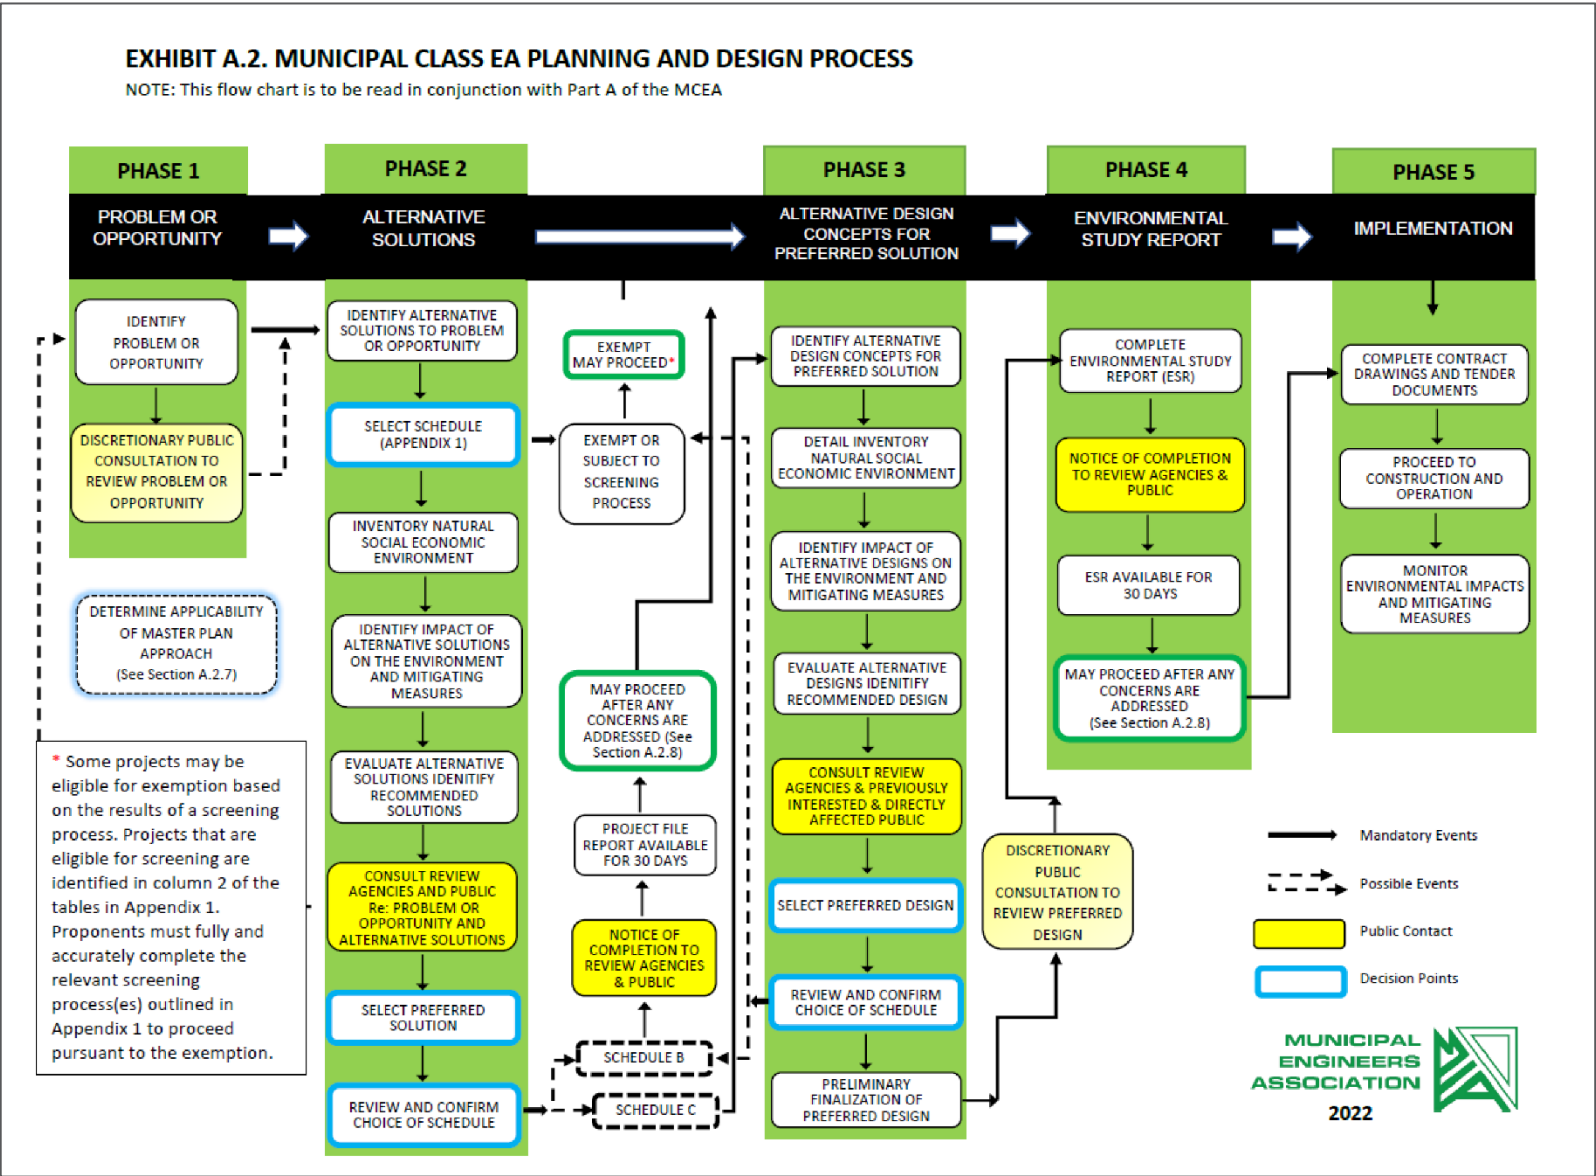 EXHIBIT A.2. MUNICIPAL CLASS EA PLANNING AND DESIGN PROCESS
NOTE: This flow chart is to be read in conjunction with Part A of the MCEA
PHASE 1
PROBLEM OR
OPPORTUNITY
IDENTIFY
PROBLEM OR
OPPORTUNITY
DISCRETIONARY PUBLIC
CONSULTATION TO
REVIEW PROBLEM OR
OPPORTUNITY
DETERMINE APPLICABILITY
OF MASTER PLAN
APPROACH
(See Section A.2.7)
* Some projects may be
eligible for exemption based
on the results of a screening
process. Projects that are
eligible for screening are
identified in column 2 of the
tables in Appendix 1.
Proponents must fully and
accurately complete the
relevant screening
process(es) outlined in
Appendix 1 to proceed
pursuant to the exemption.
PHASE 2
ALTERNATIVE
SOLUTIONS
IDENTIFY ALTERNATIVE
SOLUTIONS TO PROBLEM
OR OPPORTUNITY
SELECT SCHEDULE
(APPENDIX 1)
INVENTORY NATURAL
SOCIAL ECONOMIC
ENVIRONMENT
IDENTIFY IMPACT OF
ALTERNATIVE SOLUTIONS
ON THE ENVIRONMENT
AND MITIGATING
MEASURES
EVALUATE ALTERNATIVE
SOLUTIONS IDENTIFY
RECOMMENDED
SOLUTIONS
CONSULT REVIEW
AGENCIES AND PUBLIC
Re: PROBLEM OR
OPPORTUNITY AND
ALTERNATIVE SOLUTIONS
SELECT PREFERRED
SOLUTION
REVIEW AND CONFIRM
CHOICE OF SCHEDULE
EXEMPT
MAY PROCEED*
EXEMPT OR
SUBJECT TO
SCREENING
PROCESS
MAY PROCEED
AFTER ANY
CONCERNS ARE
ADDRESSED (See
Section A.2.8)
PROJECT FILE
REPORT AVAILABLE
FOR 30 DAYS
NOTICE OF
COMPLETION TO
REVIEW AGENCIES
& PUBLIC
SCHEDULE B
SCHEDULE C
PHASE 3
ALTERNATIVE DESIGN
CONCEPTS FOR
PREFERRED SOLUTION
IDENTIFY ALTERNATIVE
DESIGN CONCEPTS FOR
PREFERRED SOLUTION
DETAIL INVENTORY
NATURAL SOCIAL
ECONOMIC ENVIRONMENT
IDENTIFY IMPACT OF
ALTERNATIVE DESIGNS ON
THE ENVIRONMENT AND
MITIGATING MEASURES
EVALUATE ALTERNATIVE
DESIGNS IDENTIFY
RECOMMENDED DESIGN
CONSULT REVIEW
AGENCIES & PREVIOUSLY
INTERESTED & DIRECTLY
AFFECTED PUBLIC
SELECT PREFERRED DESIGN
REVIEW AND CONFIRM
CHOICE OF SCHEDULE
PRELIMINARY
FINALIZATION OF
PREFERRED DESIGN
DISCRETIONARY
PUBLIC
CONSULTATION TO
REVIEW PREFERRED
DESIGN
PHASE 4
ENVIRONMENTAL
STUDY REPORT
COMPLETE
ENVIRONMENTAL STUDY
REPORT (ESR)
NOTICE OF COMPLETION
TO REVIEW AGENCIES &
PUBLIC
ESR AVAILABLE FOR
30 DAYS
MAY PROCEED AFTER ANY
CONCERNS ARE
ADDRESSED
(See Section A.2.8)
PHASE 5
IMPLEMENTATION
COMPLETE CONTRACT
DRAWINGS AND TENDER
DOCUMENTS
PROCEED TO
CONSTRUCTION AND
OPERATION
MONITOR
ENVIRONMENTAL IMPACTS
AND MITIGATING
MEASURES
Mandatory Events
Possible Events
Public Contact
Decision Points
MUNICIPAL
ENGINEERS
ASSOCIATION
2022